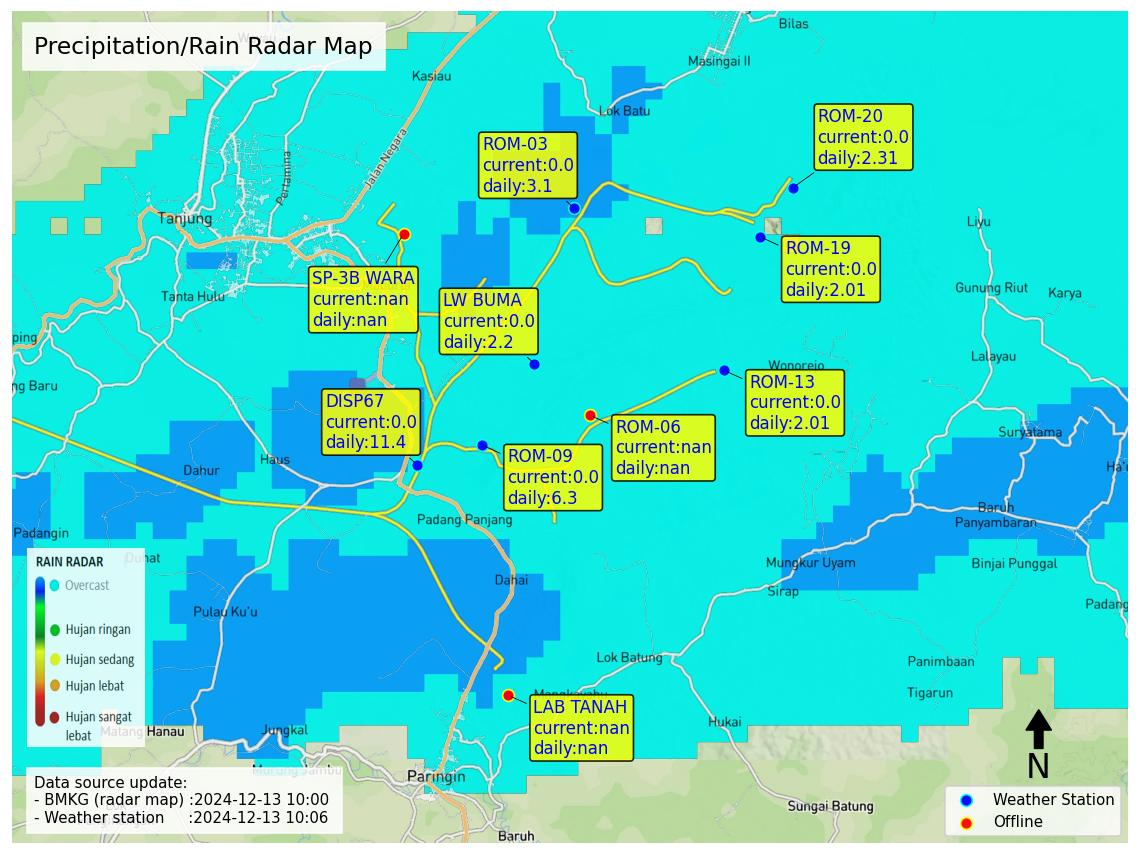 Precipitation/Rain Radar Map
Bilas
Masingai II
Kasiau
Lok Batu
Jalan Negara
Pertamina
ROM-20
current:0.0
daily:2.31
ROM-03
current:0.0
daily:3.1
Tanjung
Liyu
ROM-19
current:0.0
daily:2.01
SP-3B WARA
current:nan
daily:nan
Tanta Hulu
LW BUMA
current:0.0
daily:2.2
Gunung Riut
Karya
ping
Lalayau
Wonorejo
ng Baru
ROM-13
current:0.0
daily:2.01
DISP67
current:0.0
daily:11.4
ROM-06
current:nan
daily:nan
Suryatama
Haus
Dahur
ROM-09
current:0.0
daily:6.3
Padang Panjang
Baruh
Panyambaran
Padangin
Mungkur Uyam
Binjai Punggal
Sirap
Dahai
Padang
Pulau Ku'u
RAIN RADAR
Overcast
Hujan ringan
Hujan sedang
Hujan lebat
Hujan sangat
lebat
Lok Batung
Panimbaan
Tigarun
LAB TANAH
current:nan
daily:nan
Hukai
Matang Hanau
Jungkal
Murung Jambu
Paringin
Sungai Batung
Baruh
Data source update:
- BMKG (radar map) :2024-12-13 10:00
- Weather station :2024-12-13 10:06
N
Weather Station
Offline